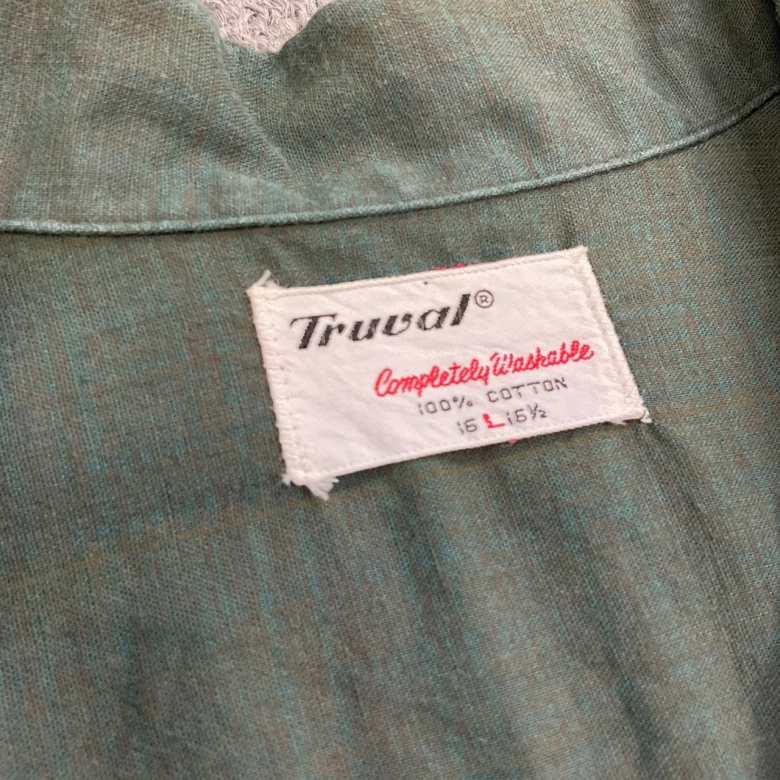 Truval®
Completely Washable
100% COTTON
16 L 16½